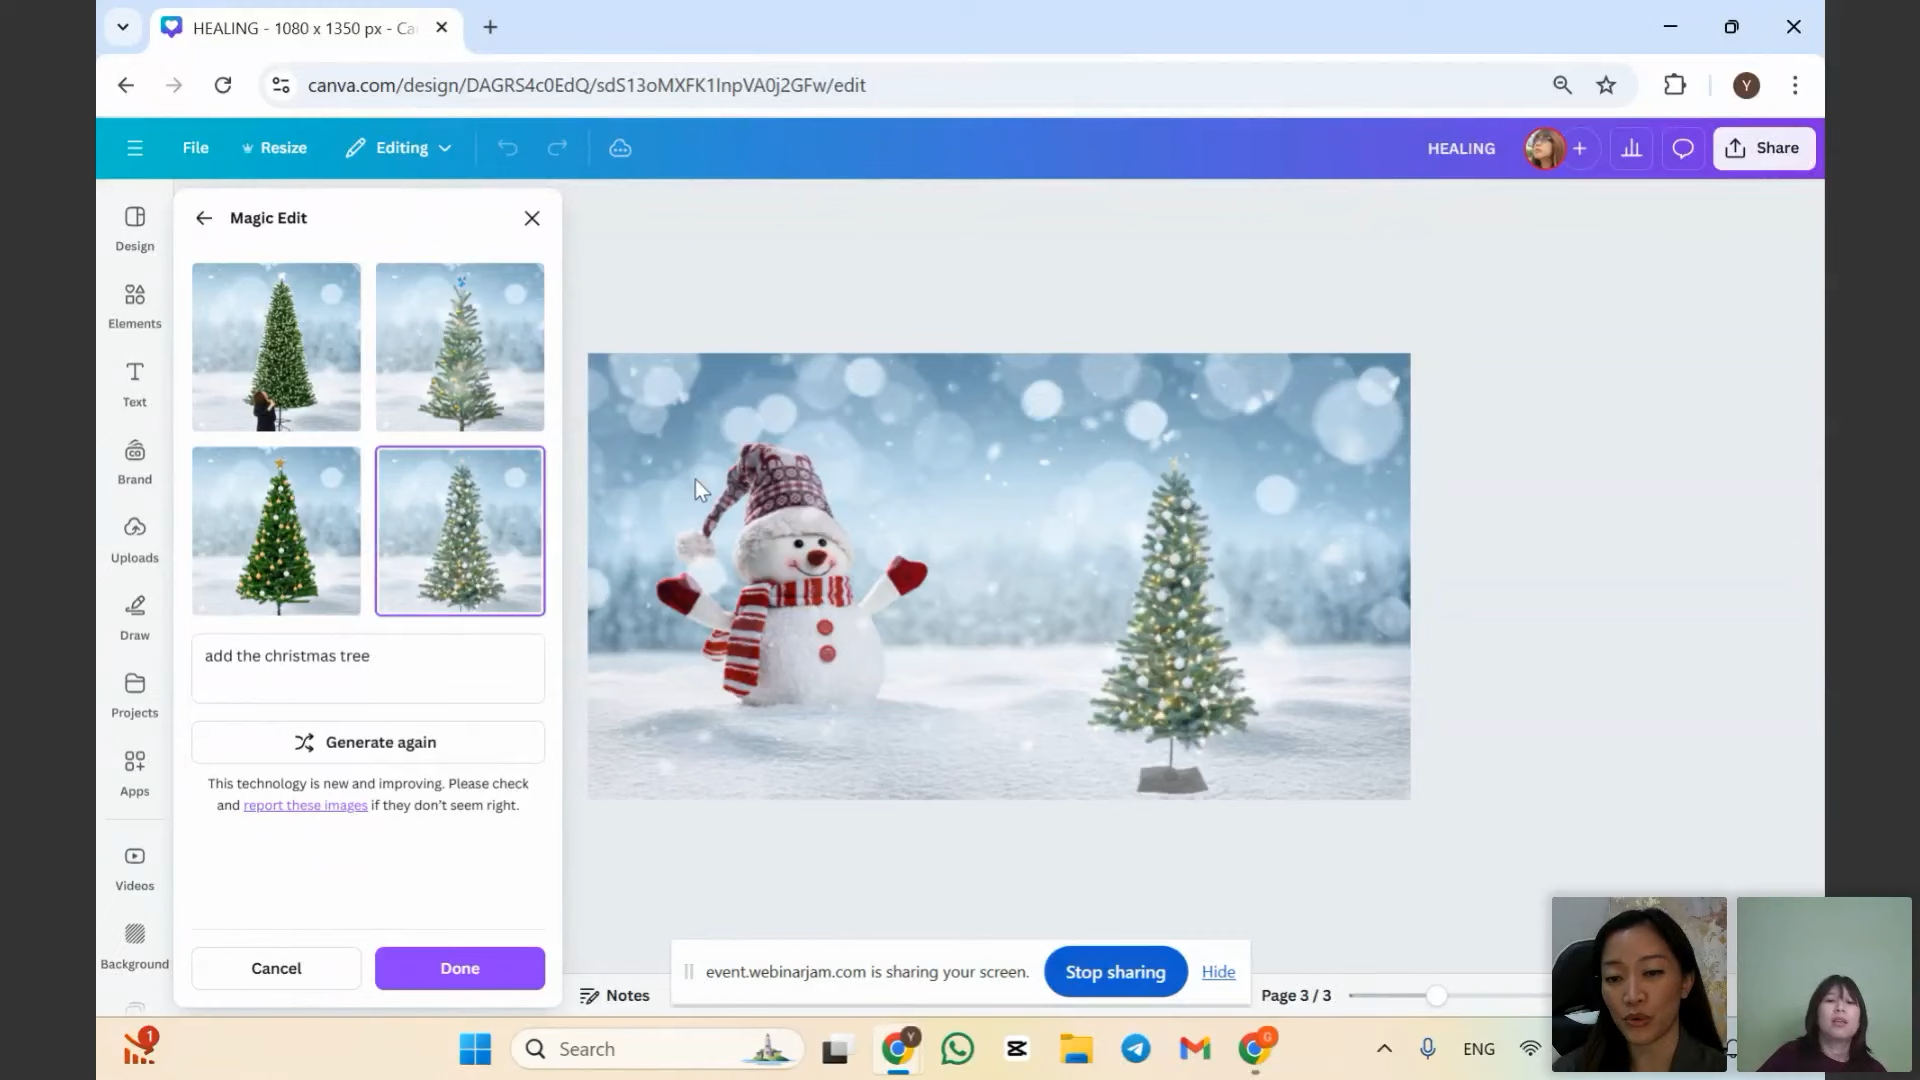 HEALING - 1080 x 1350 px - Ca
canva.com/design/DAGRS4c0EdQ/sdS13oMXFK1InpVA0j2GFw/edit
Y
File
Resize
Editing
HEALING
Share
Design
Elements
Text
Brand
Uploads
Draw
Projects
Apps
Videos
Background
Magic Edit
add the christmas tree
Generate again
This technology is new and improving. Please check
and report these images if they don't seem right.
Cancel
Done
event.webinarjam.com is sharing your screen.
Stop sharing
Hide
Notes
Page 3 / 3
1
Search
Y
G
ENG